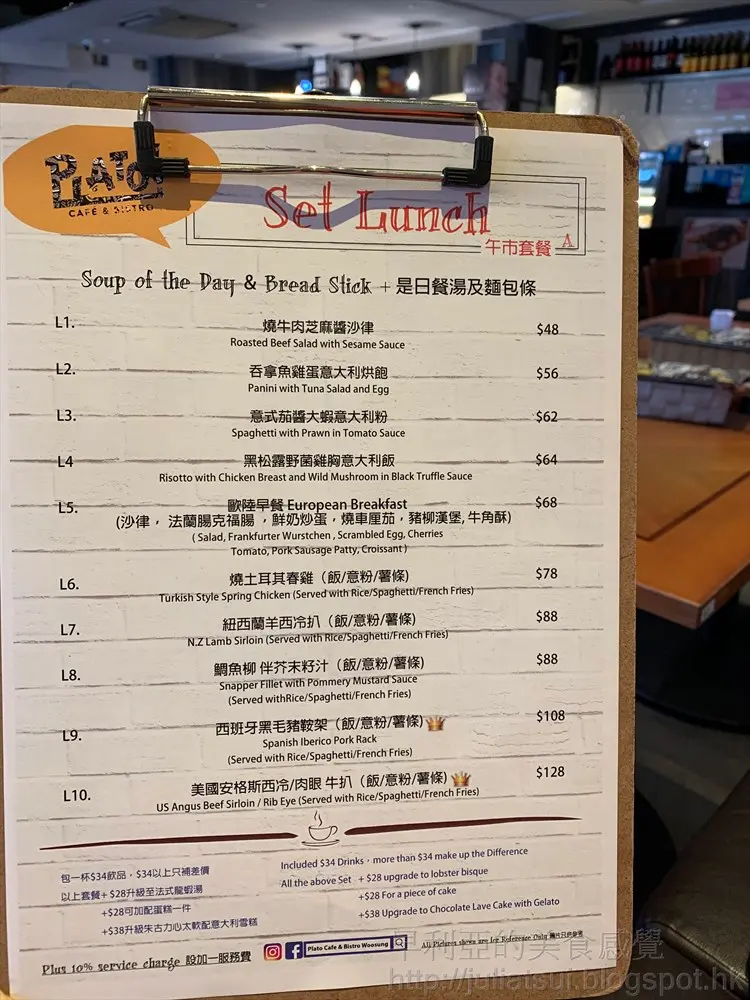 PLATO!
CAFE & BISTRO
Set Lunch
午市套餐 A
Soup of the Day & Bread Stick + 是日餐湯及麵包條
L1. 燒牛肉芝麻醬沙律 $48
Roasted Beef Salad with Sesame Sauce
L2. 吞拿魚雞蛋意大利烘飽 $56
Panini with Tuna Salad and Egg
L3. 意式茄醬大蝦意大利粉 $62
Spaghetti with Prawn in Tomato Sauce
L4 黑松露野菌雞胸意大利飯 $64
Risotto with Chicken Breast and Wild Mushroom in Black Truffle Sauce
L5. 歐陸早餐 European Breakfast $68
(沙律， 法蘭腸克福腸 ，鮮奶炒蛋，燒車厘茄，豬柳漢堡, 牛角酥)
( Salad, Frankfurter Wurstchen , Scrambled Egg, Cherries
Tomato, Pork Sausage Patty, Croissant )
L6. 燒土耳其春雞（飯/意粉/薯條) $78
Turkish Style Spring Chicken (Served with Rice/Spaghetti/French Fries)
L7. 紐西蘭羊西冷扒（飯/意粉/薯條) $88
N.Z Lamb Sirloin (Served with Rice/Spaghetti/French Fries)
L8. 鯛魚柳 伴芥末籽汁（飯/意粉/薯條) $88
Snapper Fillet with Pommery Mustard Sauce
(Served withRice/Spaghetti/French Fries)
L9. 西班牙黑毛豬鞍架（飯/意粉/薯條) $108
Spanish Iberico Pork Rack
(Served with Rice/Spaghetti/French Fries)
L10. 美國安格斯西冷/肉眼 牛扒（飯/意粉/薯條) $128
US Angus Beef Sirloin / Rib Eye (Served with Rice/Spaghetti/French Fries)
包一杯$34飲品，$34以上只補差價
以上套餐+ $28升級至法式龍蝦湯
+$28可加配蛋糕一件
+$38升級朱古力心太軟配意大利雪糕
Included $34 Drinks，more than $34 make up the Difference
All the above Set + $28 upgrade to lobster bisque
+$28 For a piece of cake
+$38 Upgrade to Chocolate Lave Cake with Gelato
Plus 10% service charge 設加一服務費
Plato Cafe & Bistro Woosung
All Pictures shown are for Reference Only 圖片只供參考
利亞的美食感覺
http://juliatsui.blogspot.hk